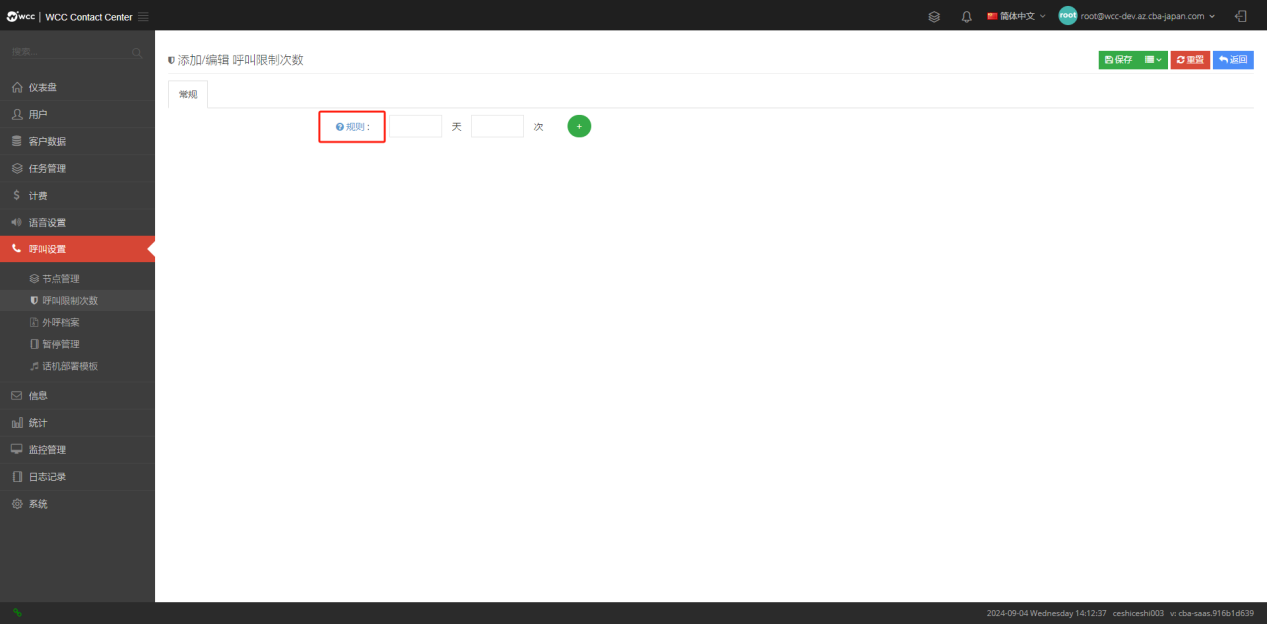 wcc | WCC Contact Center
简体中文
root
root@wcc-dev.az.cba-japan.com
搜索...
仪表盘
用户
客户数据
任务管理
计费
语音设置
呼叫设置
节点管理
呼叫限制次数
外呼档案
暂停管理
话机部署模板
信息
统计
监控管理
日志记录
系统
添加/编辑 呼叫限制次数
保存
重置
返回
常规
规则 :
天
次
+
2024-09-04 Wednesday 14:12:37 ceshiceshi003 v: cba-saas.916b1d639